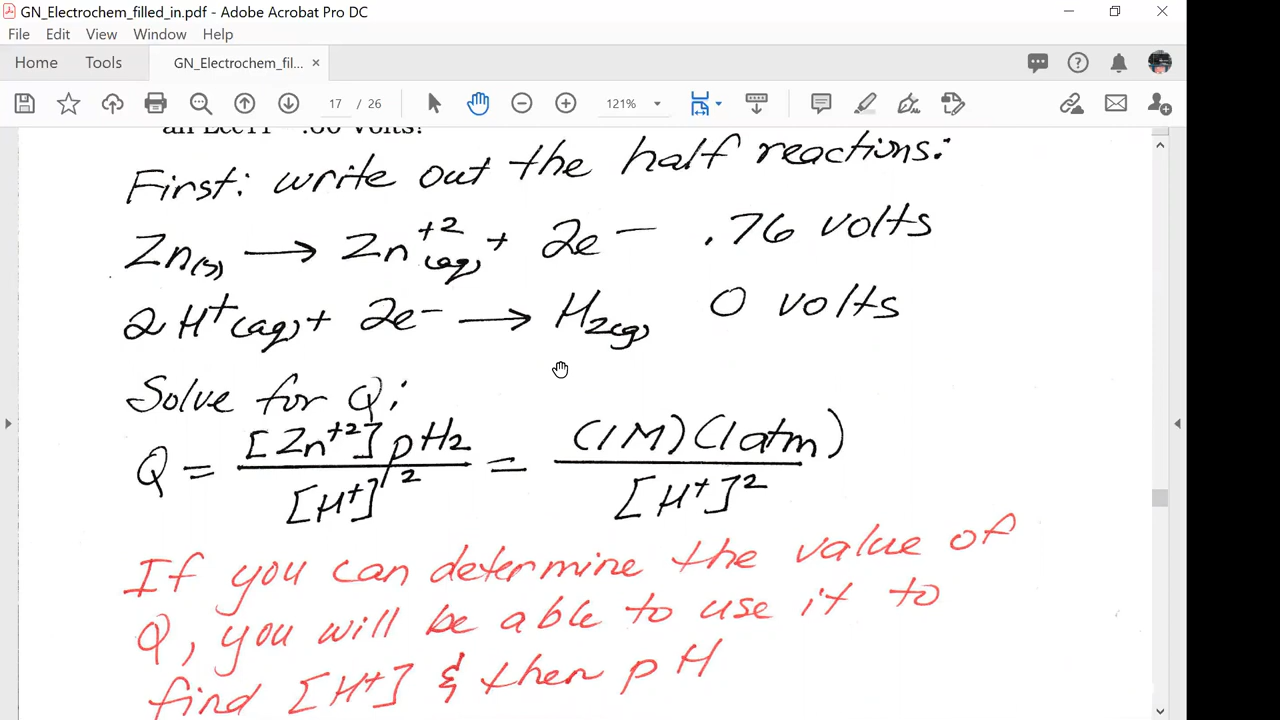 GN_Electrochem_filled_in.pdf - Adobe Acrobat Pro DC
File Edit View Window Help
Home Tools GN_Electrochem_fil... ×
17 / 26 121%
First: write out the half reactions:
Zn(s) → Zn⁺²(aq) + 2e⁻ .76 volts
2H⁺(aq) + 2e⁻ → H₂(g) 0 volts
Solve for Q:
Q = [Zn⁺²] pH₂ / [H⁺]² = (1M)(1atm) / [H⁺]²
If you can determine the value of
Q, you will be able to use it to
find [H⁺] & then pH